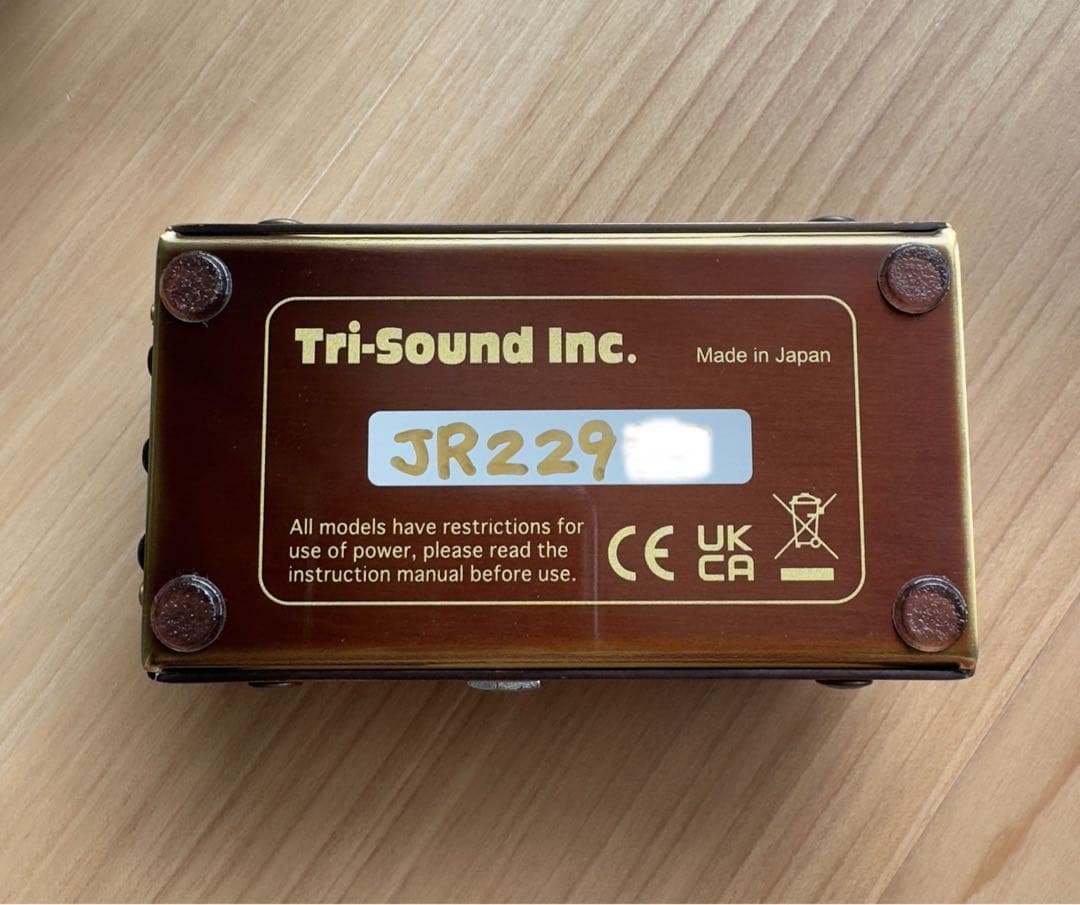 Tri-Sound Inc.
Made in Japan
JR229
All models have restrictions for
use of power, please read the
instruction manual before use.
CE
UK
CA